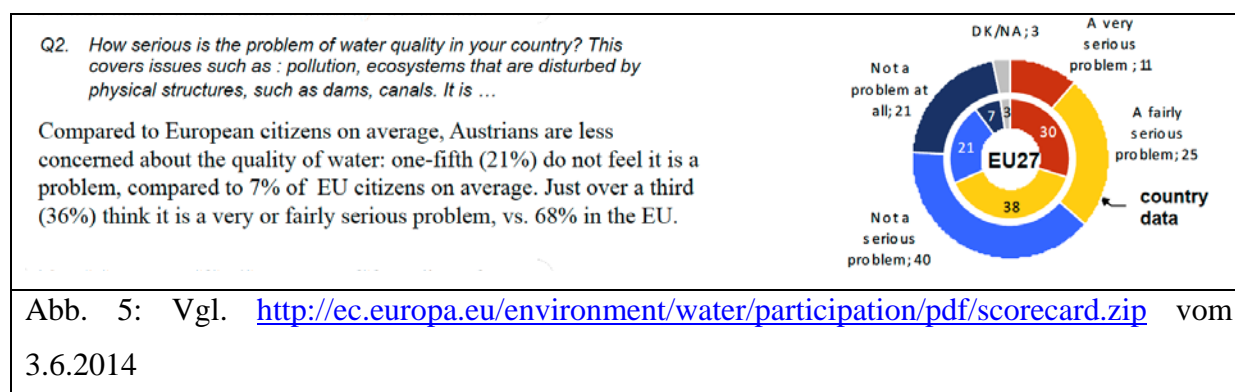 Q2. How serious is the problem of water quality in your country? This
covers issues such as : pollution, ecosystems that are disturbed by
physical structures, such as dams, canals. It is …
Compared to European citizens on average, Austrians are less
concerned about the quality of water: one-fifth (21%) do not feel it is a
problem, compared to 7% of EU citizens on average. Just over a third
(36%) think it is a very or fairly serious problem, vs. 68% in the EU.
DK/NA; 3
A very
serious
problem ; 11
Not a
problem at
all; 21
A fairly
serious
problem; 25
7
3
30
21
EU27
38
country
data
Not a
serious
problem; 40
Abb. 5: Vgl. http://ec.europa.eu/environment/water/participation/pdf/scorecard.zip vom
3.6.2014